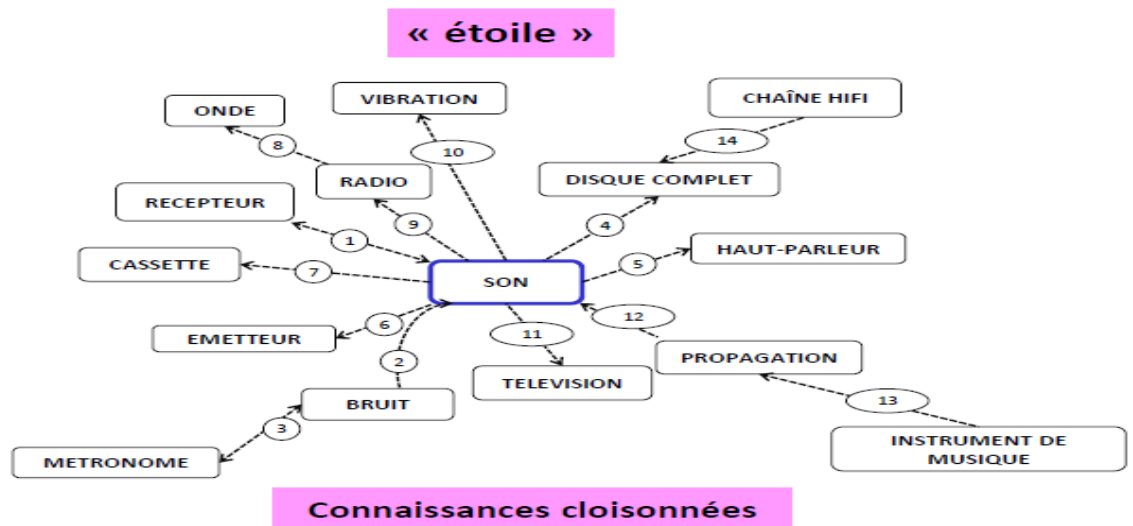 « étoile »
VIBRATION
CHAÎNE HIFI
ONDE
8
10
14
RADIO
DISQUE COMPLET
RECEPTEUR
9
4
1
HAUT-PARLEUR
CASSETTE
7
5
SON
12
6
11
EMETTEUR
PROPAGATION
2
TELEVISION
BRUIT
13
3
INSTRUMENT DE
MUSIQUE
METRONOME
Connaissances cloisonnées